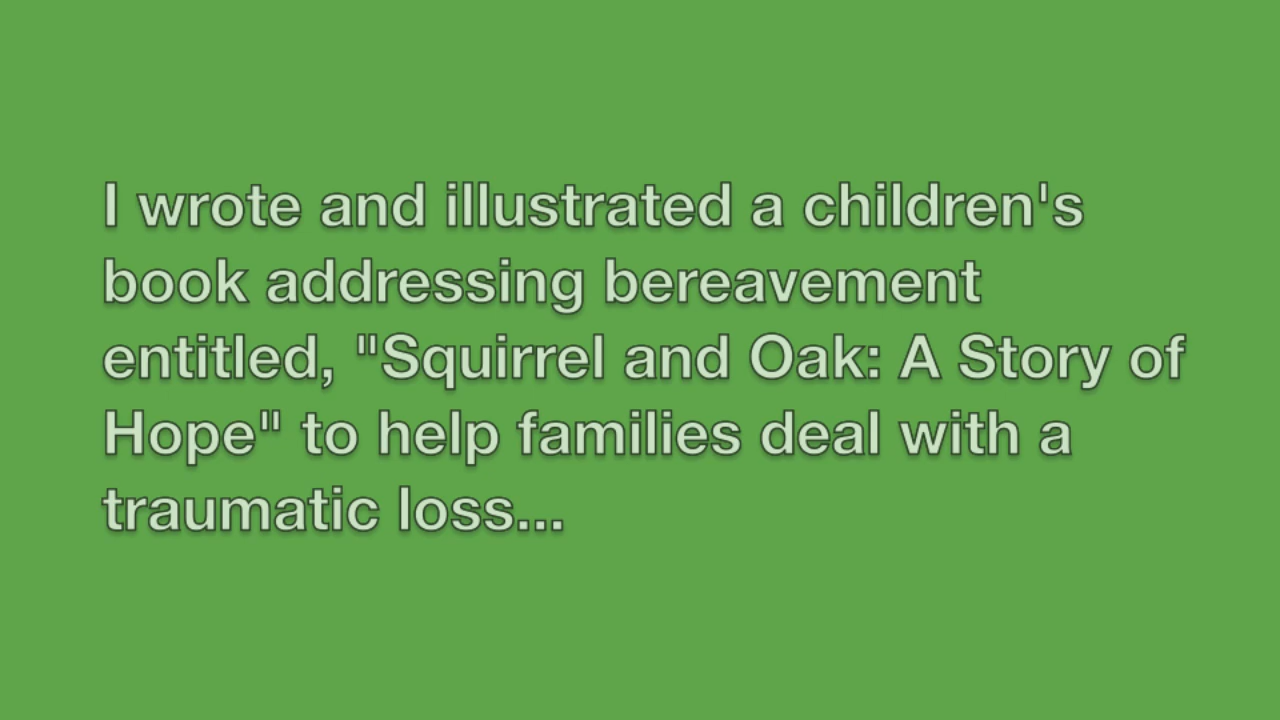 I wrote and illustrated a children's
book addressing bereavement
entitled, "Squirrel and Oak: A Story of
Hope" to help families deal with a
traumatic loss...